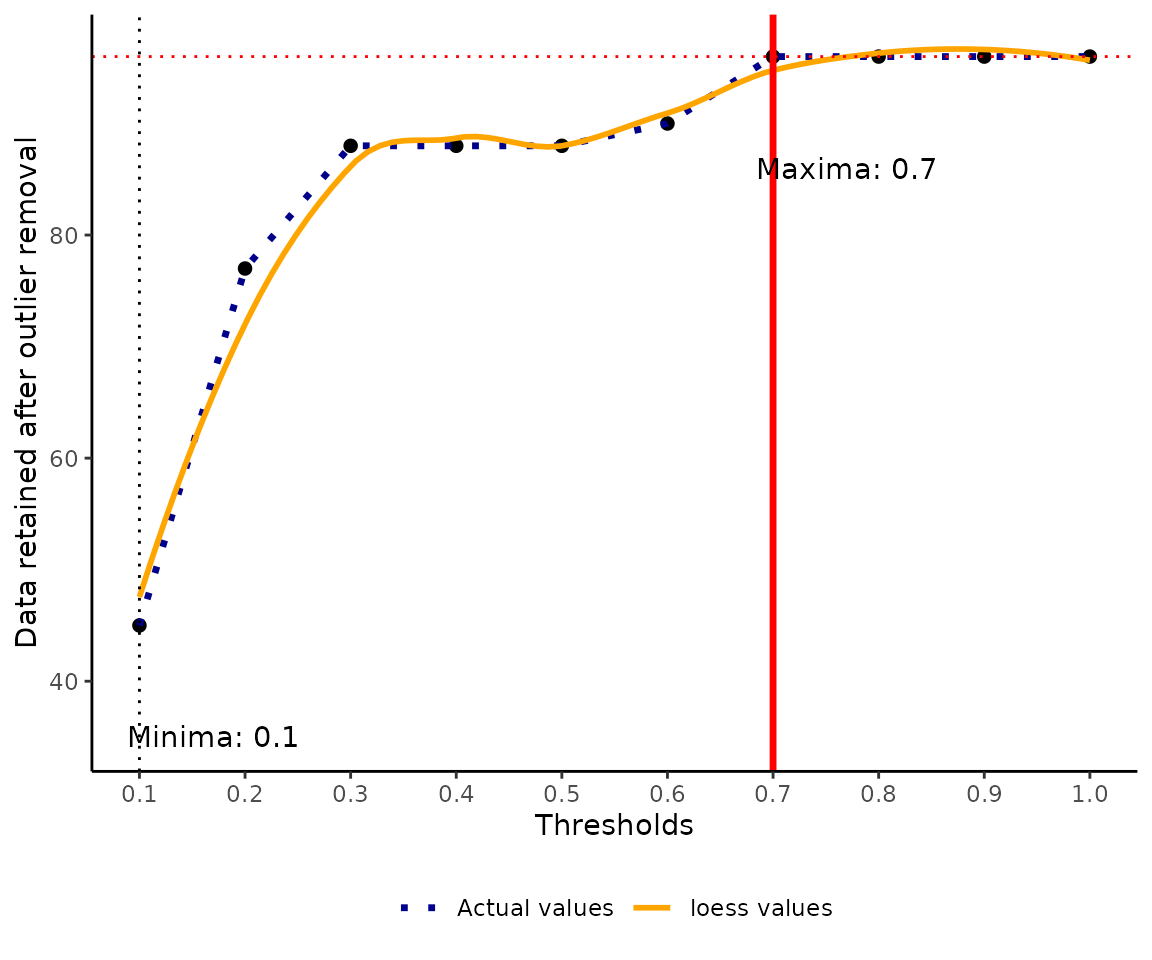 Data retained after outlier removal
80
60
40
Maxima: 0.7
Minima: 0.1
0.1 0.2 0.3 0.4 0.5 0.6 0.7 0.8 0.9 1.0
Thresholds
Actual values loess values